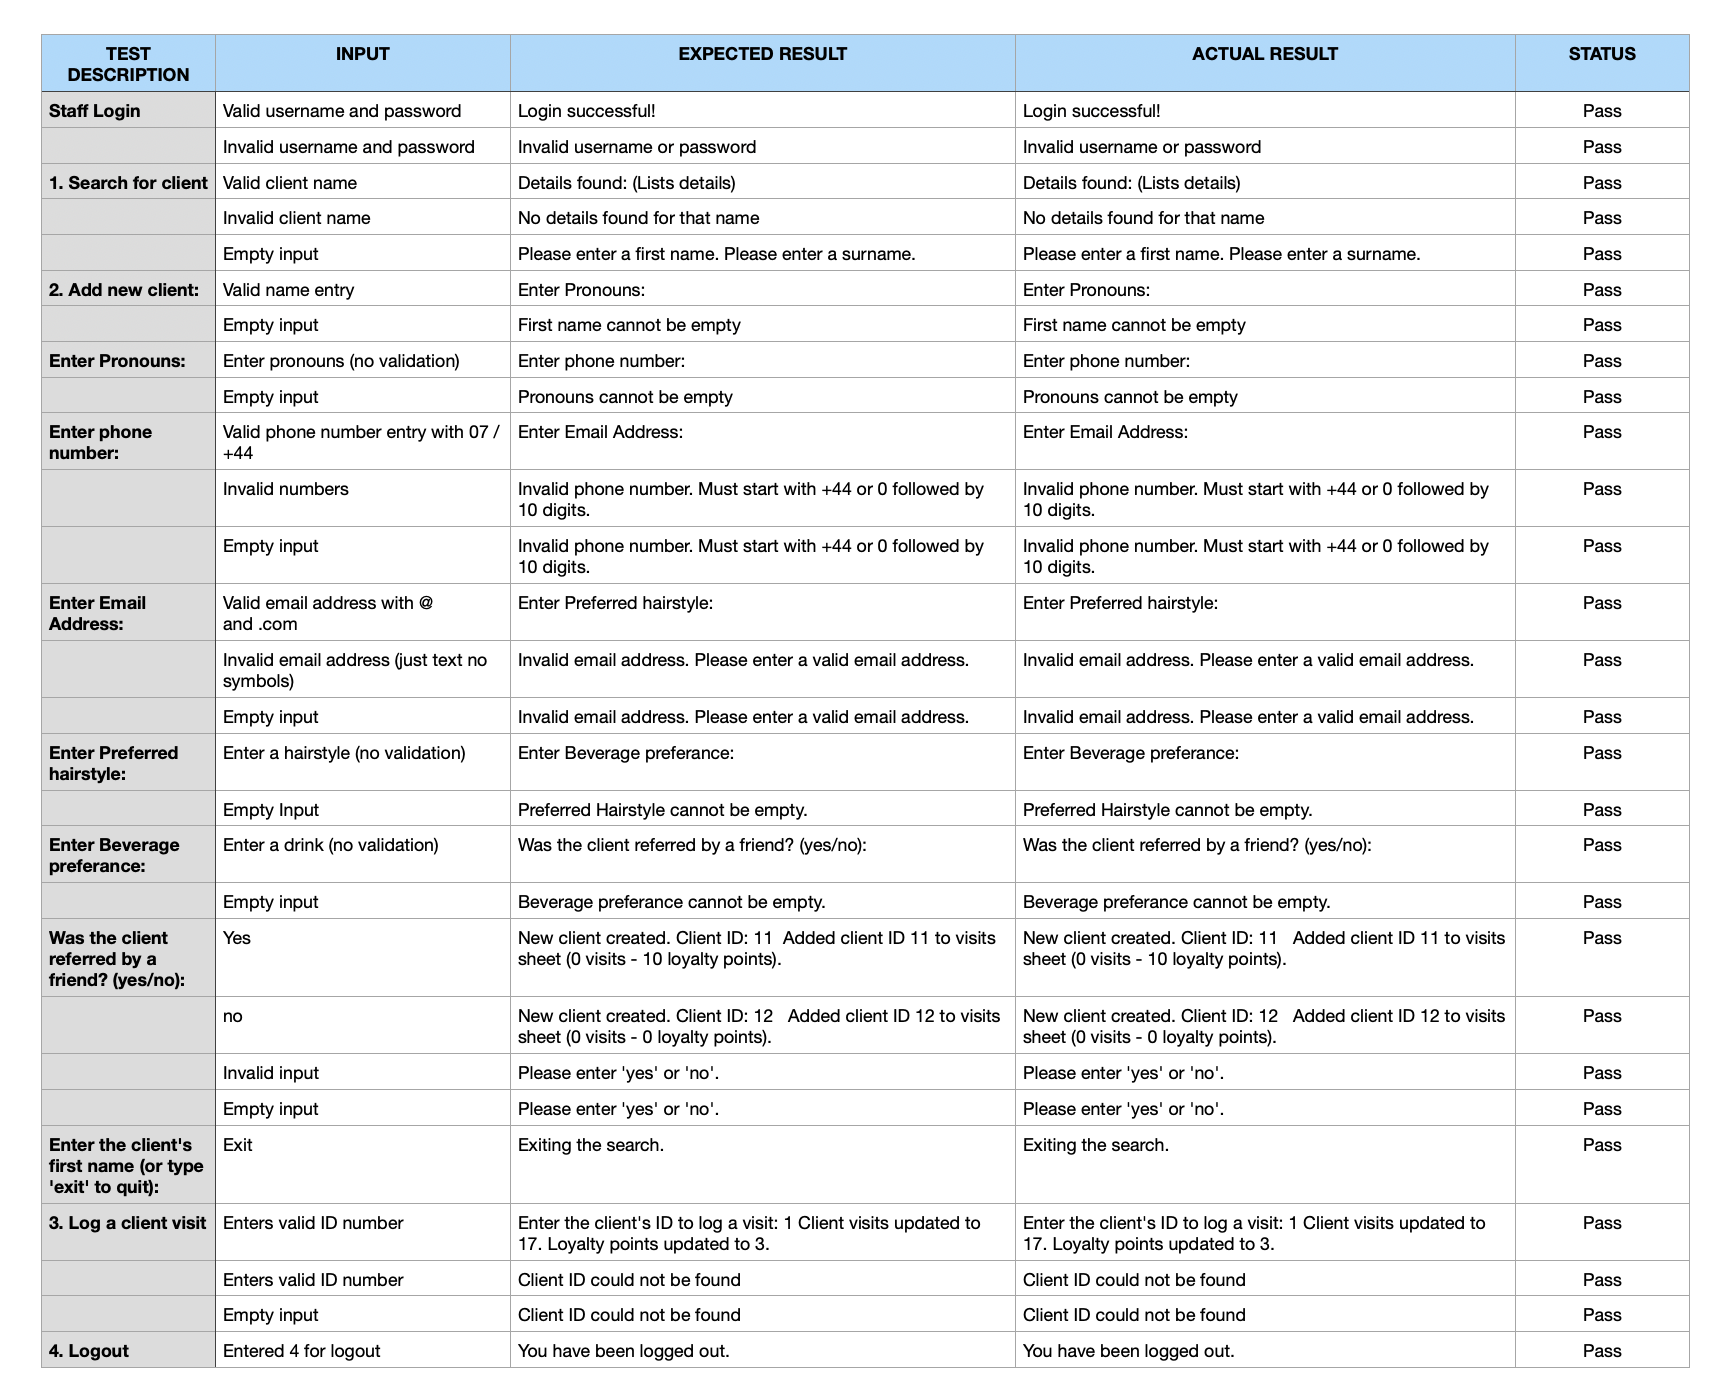 TEST DESCRIPTION INPUT EXPECTED RESULT ACTUAL RESULT STATUS
Staff Login Valid username and password Login successful! Login successful! Pass
Invalid username and password Invalid username or password Invalid username or password Pass
1. Search for client Valid client name Details found: (Lists details) Details found: (Lists details) Pass
Invalid client name No details found for that name No details found for that name Pass
Empty input Please enter a first name. Please enter a surname. Please enter a first name. Please enter a surname. Pass
2. Add new client: Valid name entry Enter Pronouns: Enter Pronouns: Pass
Empty input First name cannot be empty First name cannot be empty Pass
Enter Pronouns: Enter pronouns (no validation) Enter phone number: Enter phone number: Pass
Empty input Pronouns cannot be empty Pronouns cannot be empty Pass
Enter phone number: Valid phone number entry with 07 / +44 Enter Email Address: Enter Email Address: Pass
Invalid numbers Invalid phone number. Must start with +44 or 0 followed by 10 digits. Invalid phone number. Must start with +44 or 0 followed by 10 digits. Pass
Empty input Invalid phone number. Must start with +44 or 0 followed by 10 digits. Invalid phone number. Must start with +44 or 0 followed by 10 digits. Pass
Enter Email Address: Valid email address with @ and .com Enter Preferred hairstyle: Enter Preferred hairstyle: Pass
Invalid email address (just text no symbols) Invalid email address. Please enter a valid email address. Invalid email address. Please enter a valid email address. Pass
Empty input Invalid email address. Please enter a valid email address. Invalid email address. Please enter a valid email address. Pass
Enter Preferred hairstyle: Enter a hairstyle (no validation) Enter Beverage preferance: Enter Beverage preferance: Pass
Empty Input Preferred Hairstyle cannot be empty. Preferred Hairstyle cannot be empty. Pass
Enter Beverage preferance: Enter a drink (no validation) Was the client referred by a friend? (yes/no): Was the client referred by a friend? (yes/no): Pass
Empty input Beverage preferance cannot be empty. Beverage preferance cannot be empty. Pass
Was the client referred by a friend? (yes/no): Yes New client created. Client ID: 11 Added client ID 11 to visits sheet (0 visits - 10 loyalty points). New client created. Client ID: 11 Added client ID 11 to visits sheet (0 visits - 10 loyalty points). Pass
no New client created. Client ID: 12 Added client ID 12 to visits sheet (0 visits - 0 loyalty points). New client created. Client ID: 12 Added client ID 12 to visits sheet (0 visits - 0 loyalty points). Pass
Invalid input Please enter 'yes' or 'no'. Please enter 'yes' or 'no'. Pass
Empty input Please enter 'yes' or 'no'. Please enter 'yes' or 'no'. Pass
Enter the client's first name (or type 'exit' to quit): Exit Exiting the search. Exiting the search. Pass
3. Log a client visit Enters valid ID number Enter the client's ID to log a visit: 1 Client visits updated to 17. Loyalty points updated to 3. Enter the client's ID to log a visit: 1 Client visits updated to 17. Loyalty points updated to 3. Pass
Enters valid ID number Client ID could not be found Client ID could not be found Pass
Empty input Client ID could not be found Client ID could not be found Pass
4. Logout Entered 4 for logout You have been logged out. You have been logged out. Pass